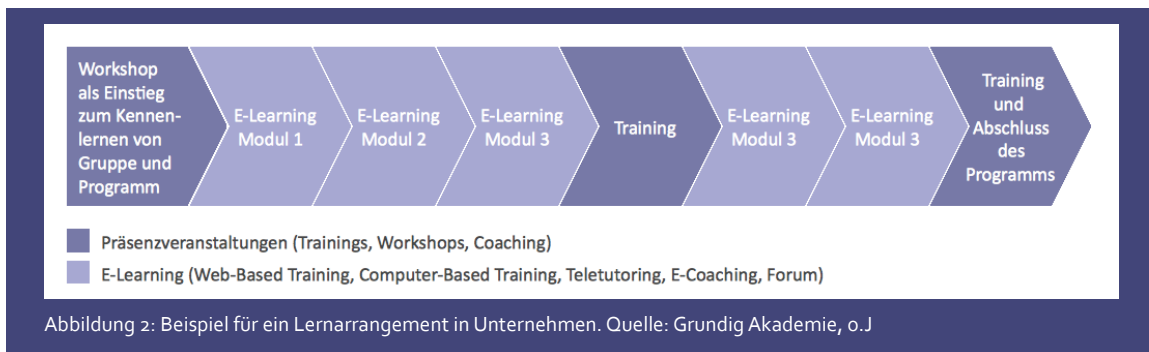 Workshop
als Einstieg
zum Kennen-
lernen von
Gruppe und
Programm
E-Learning
Modul 1
E-Learning
Modul 2
E-Learning
Modul 3
Training
E-Learning
Modul 3
E-Learning
Modul 3
Training
und
Abschluss
des
Programms
Präsenzveranstaltungen (Trainings, Workshops, Coaching)
E-Learning (Web-Based Training, Computer-Based Training, Teletutoring, E-Coaching, Forum)
Abbildung 2: Beispiel für ein Lernarrangement in Unternehmen. Quelle: Grundig Akademie, o.J